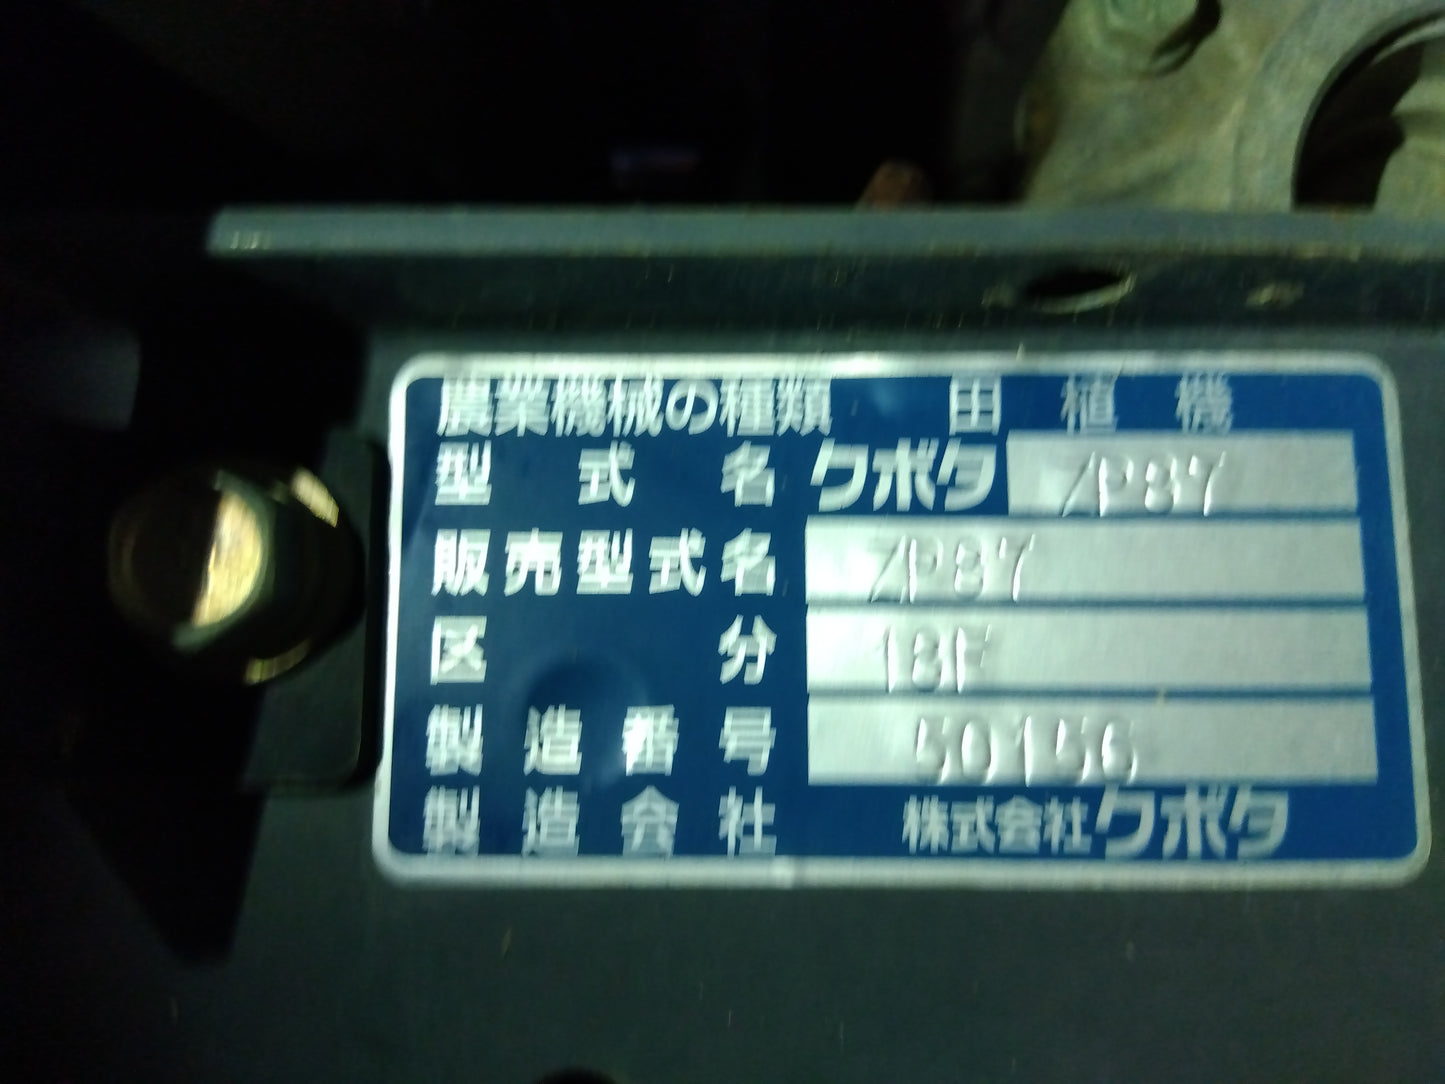 農業機械の種類 田植機
型式名 クボタ ZP87
販売型式名 ZP87
区分 18F
製造番号 50156
製造会社 株式会社クボタ